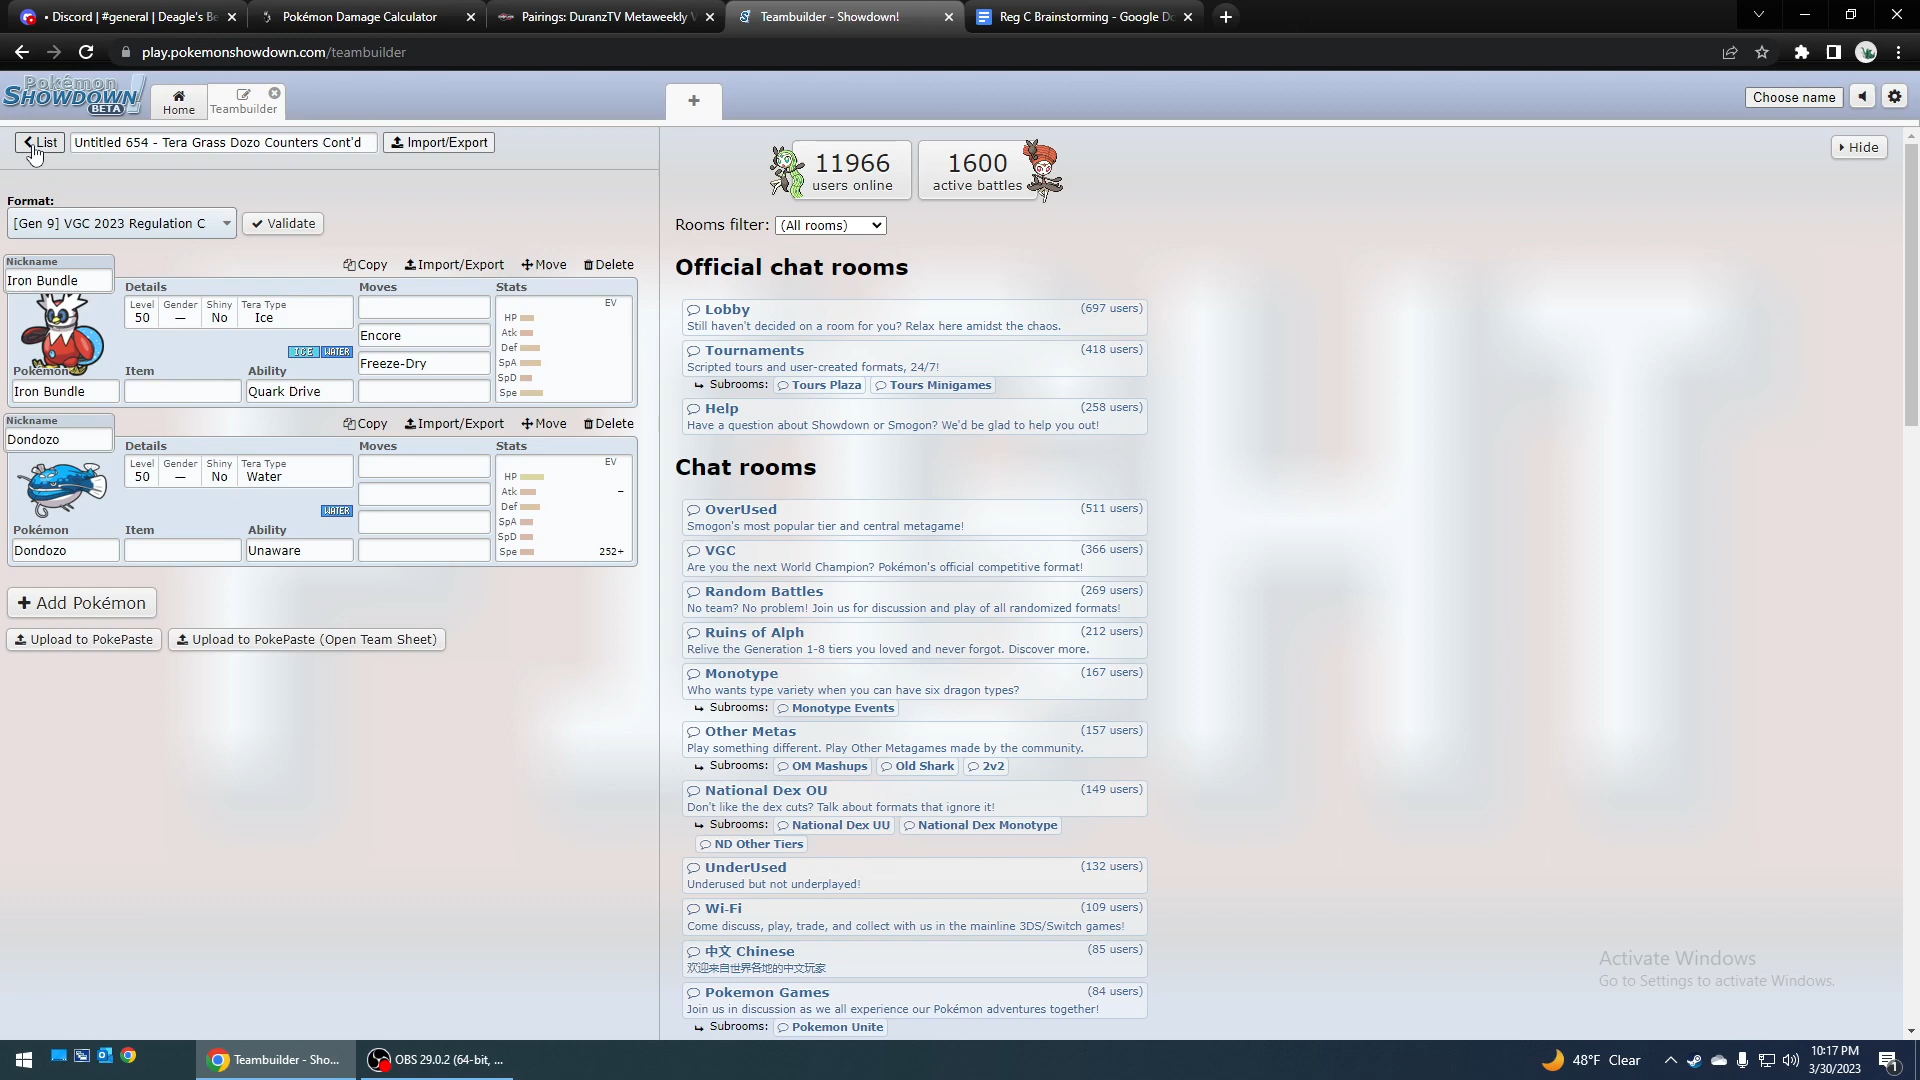 • Discord | #general | Deagle's Be
Pokémon Damage Calculator
Pairings: DuranzTV Metaweekly V
Teambuilder - Showdown!
Reg C Brainstorming - Google Do
play.pokemonshowdown.com/teambuilder
Pokémon
SHOWDOWN!
BETA
Home
Teambuilder
Choose name
List
Untitled 654 - Tera Grass Dozo Counters Cont'd
Import/Export
Format:
[Gen 9] VGC 2023 Regulation C
Validate
Nickname
Iron Bundle
Copy
Import/Export
Move
Delete
Details
Moves
Stats
Level
50
Gender
—
Shiny
No
Tera Type
Ice
Encore
Freeze-Dry
EV
HP
Atk
Def
SpA
SpD
Spe
ICE WATER
Pokémon
Iron Bundle
Item
Ability
Quark Drive
Nickname
Dondozo
Copy
Import/Export
Move
Delete
Details
Moves
Stats
Level
50
Gender
—
Shiny
No
Tera Type
Water
EV
HP
Atk −
Def
SpA
SpD
Spe 252+
WATER
Pokémon
Dondozo
Item
Ability
Unaware
Add Pokémon
Upload to PokePaste
Upload to PokePaste (Open Team Sheet)
11966
users online
1600
active battles
Hide
Rooms filter: (All rooms)
Official chat rooms
Lobby (697 users)
Still haven't decided on a room for you? Relax here amidst the chaos.
Tournaments (418 users)
Scripted tours and user-created formats, 24/7!
Subrooms: Tours Plaza Tours Minigames
Help (258 users)
Have a question about Showdown or Smogon? We'd be glad to help you out!
Chat rooms
OverUsed (511 users)
Smogon's most popular tier and central metagame!
VGC (366 users)
Are you the next World Champion? Pokémon's official competitive format!
Random Battles (269 users)
No team? No problem! Join us for discussion and play of all randomized formats!
Ruins of Alph (212 users)
Relive the Generation 1-8 tiers you loved and never forgot. Discover more.
Monotype (167 users)
Who wants type variety when you can have six dragon types?
Subrooms: Monotype Events
Other Metas (157 users)
Play something different. Play Other Metagames made by the community.
Subrooms: OM Mashups Old Shark 2v2
National Dex OU (149 users)
Don't like the dex cuts? Talk about formats that ignore it!
Subrooms: National Dex UU National Dex Monotype
ND Other Tiers
UnderUsed (132 users)
Underused but not underplayed!
Wi-Fi (109 users)
Come discuss, play, trade, and collect with us in the mainline 3DS/Switch games!
中文 Chinese (85 users)
欢迎来自世界各地的中文玩家
Pokemon Games (84 users)
Join us in discussion as we all experience our Pokémon adventures together!
Subrooms: Pokemon Unite
Activate Windows
Go to Settings to activate Windows.
Teambuilder - Sho...
OBS 29.0.2 (64-bit, ...
48°F Clear
10:17 PM
3/30/2023
1